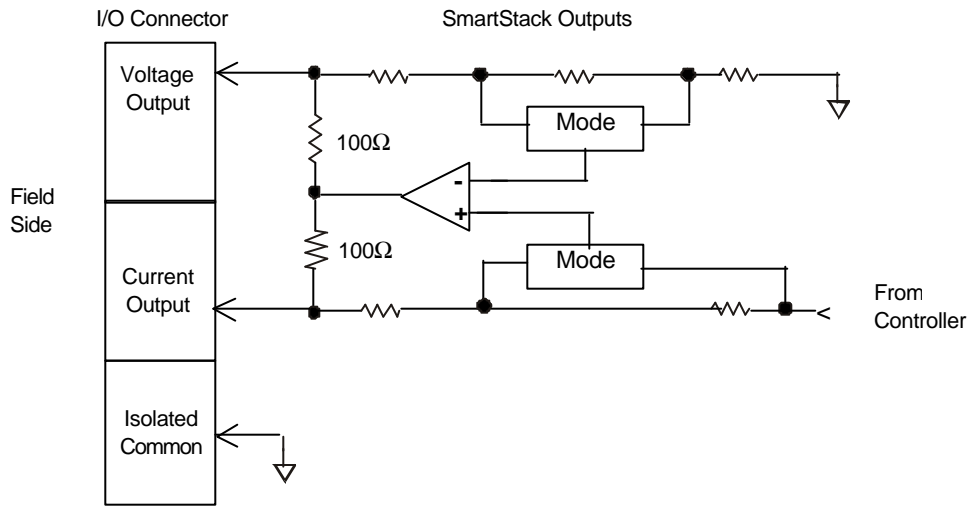 I/O Connector
SmartStack Outputs
Voltage
Output
Mode
100Ω
-
Field
Side
+
100Ω
Mode
Current
Output
From
Controller
Isolated
Common